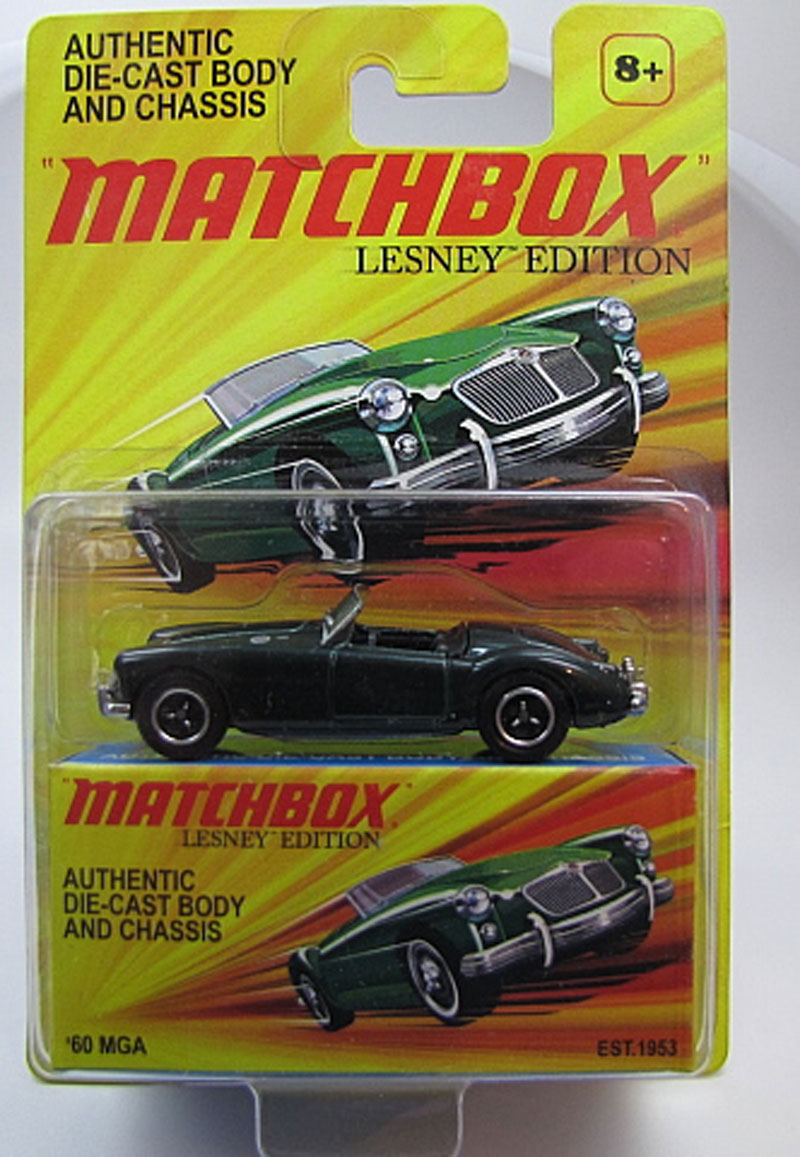 AUTHENTIC
DIE-CAST BODY
AND CHASSIS
8+
"MATCHBOX"
LESNEY™ EDITION
"MATCHBOX"
LESNEY™ EDITION
AUTHENTIC
DIE-CAST BODY
AND CHASSIS
'60 MGA
EST.1953